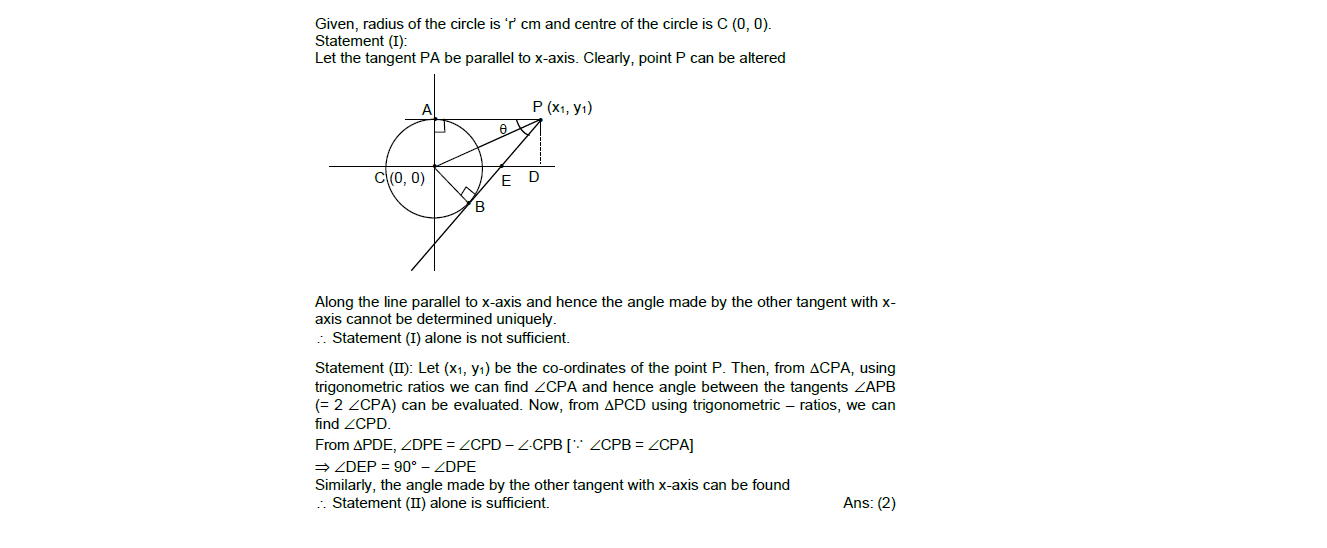 Given, radius of the circle is 'r' cm and centre of the circle is C (0, 0).
Statement (I):
Let the tangent PA be parallel to x-axis. Clearly, point P can be altered
A
P (x₁, y₁)
θ
C (0, 0)
E
D
B
Along the line parallel to x-axis and hence the angle made by the other tangent with x-
axis cannot be determined uniquely.
∴ Statement (I) alone is not sufficient.
Statement (II): Let (x₁, y₁) be the co-ordinates of the point P. Then, from ΔCPA, using
trigonometric ratios we can find ∠CPA and hence angle between the tangents ∠APB
(= 2 ∠CPA) can be evaluated. Now, from ΔPCD using trigonometric – ratios, we can
find ∠CPD.
From ΔPDE, ∠DPE = ∠CPD – ∠CPB [∵ ∠CPB = ∠CPA]
⇒ ∠DEP = 90° – ∠DPE
Similarly, the angle made by the other tangent with x-axis can be found
∴ Statement (II) alone is sufficient. Ans: (2)